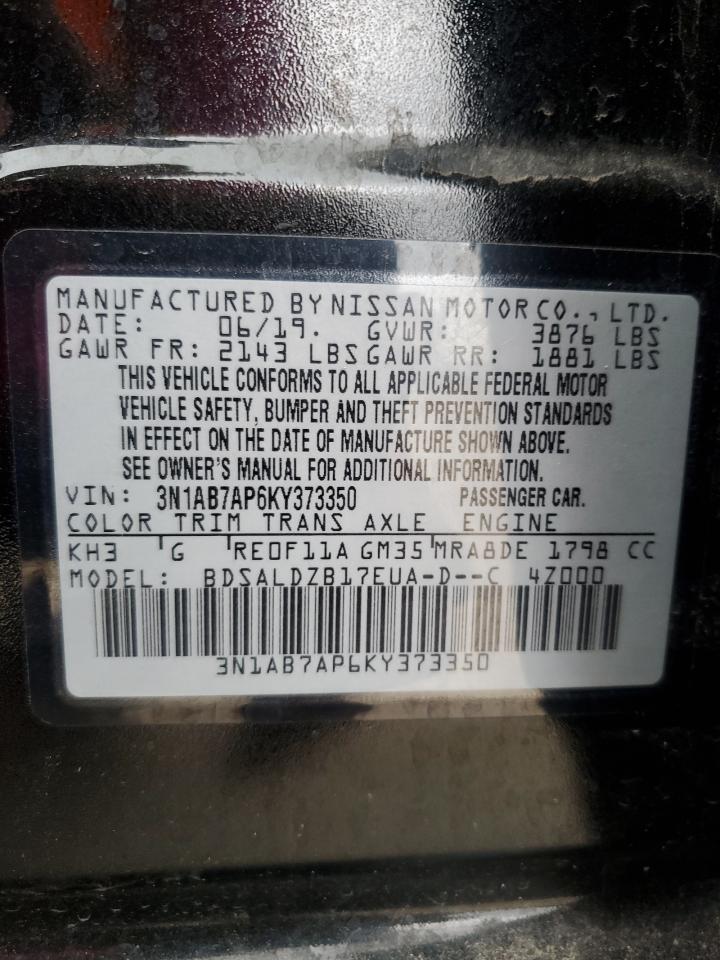 MANUFACTURED BY NISSAN MOTOR CO., LTD.
DATE: 06/19. GVWR: 3876 LBS
GAWR FR: 2143 LBS GAWR RR: 1881 LBS
THIS VEHICLE CONFORMS TO ALL APPLICABLE FEDERAL MOTOR
VEHICLE SAFETY, BUMPER AND THEFT PREVENTION STANDARDS
IN EFFECT ON THE DATE OF MANUFACTURE SHOWN ABOVE.
SEE OWNER'S MANUAL FOR ADDITIONAL INFORMATION.
VIN: 3N1AB7AP6KY373350 PASSENGER CAR.
COLOR TRIM TRANS AXLE ENGINE
KH3 G RE0F11A GM35 MRA8DE 1798 CC
MODEL: BDSALDZB17EUA-D--C 4Z000
3N1AB7AP6KY373350